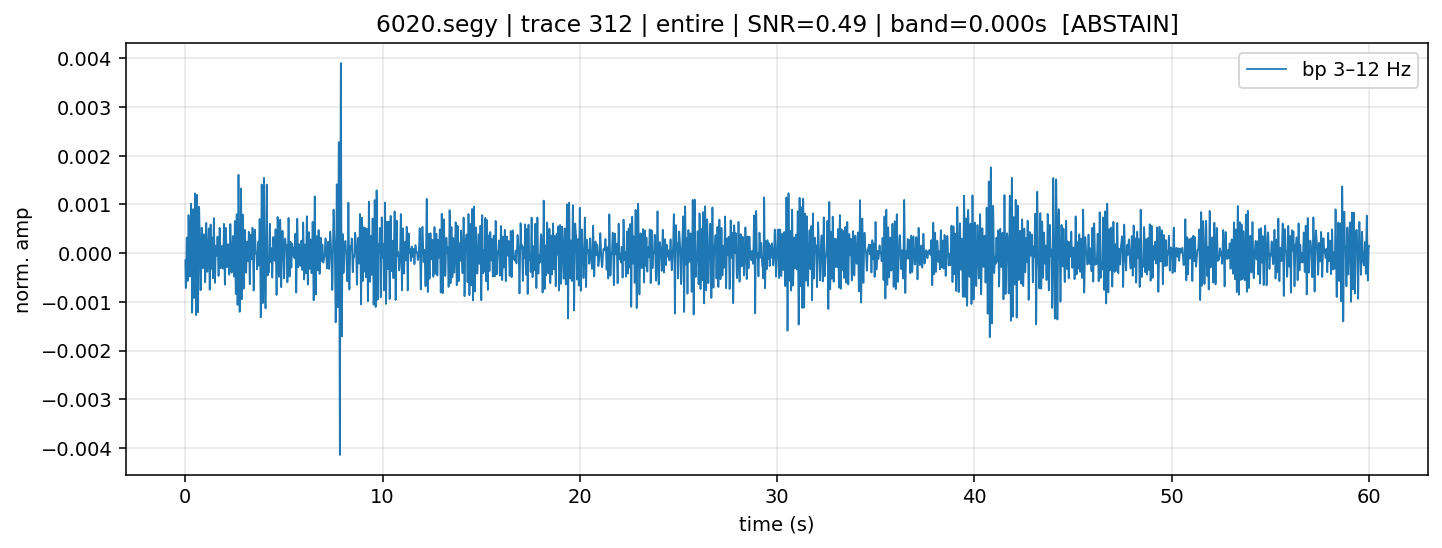 6020.segy | trace 312 | entire | SNR=0.49 | band=0.000s  [ABSTAIN]
bp 3–12 Hz
norm. amp
0.004
0.003
0.002
0.001
0.000
−0.001
−0.002
−0.003
−0.004
0 10 20 30 40 50 60
time (s)